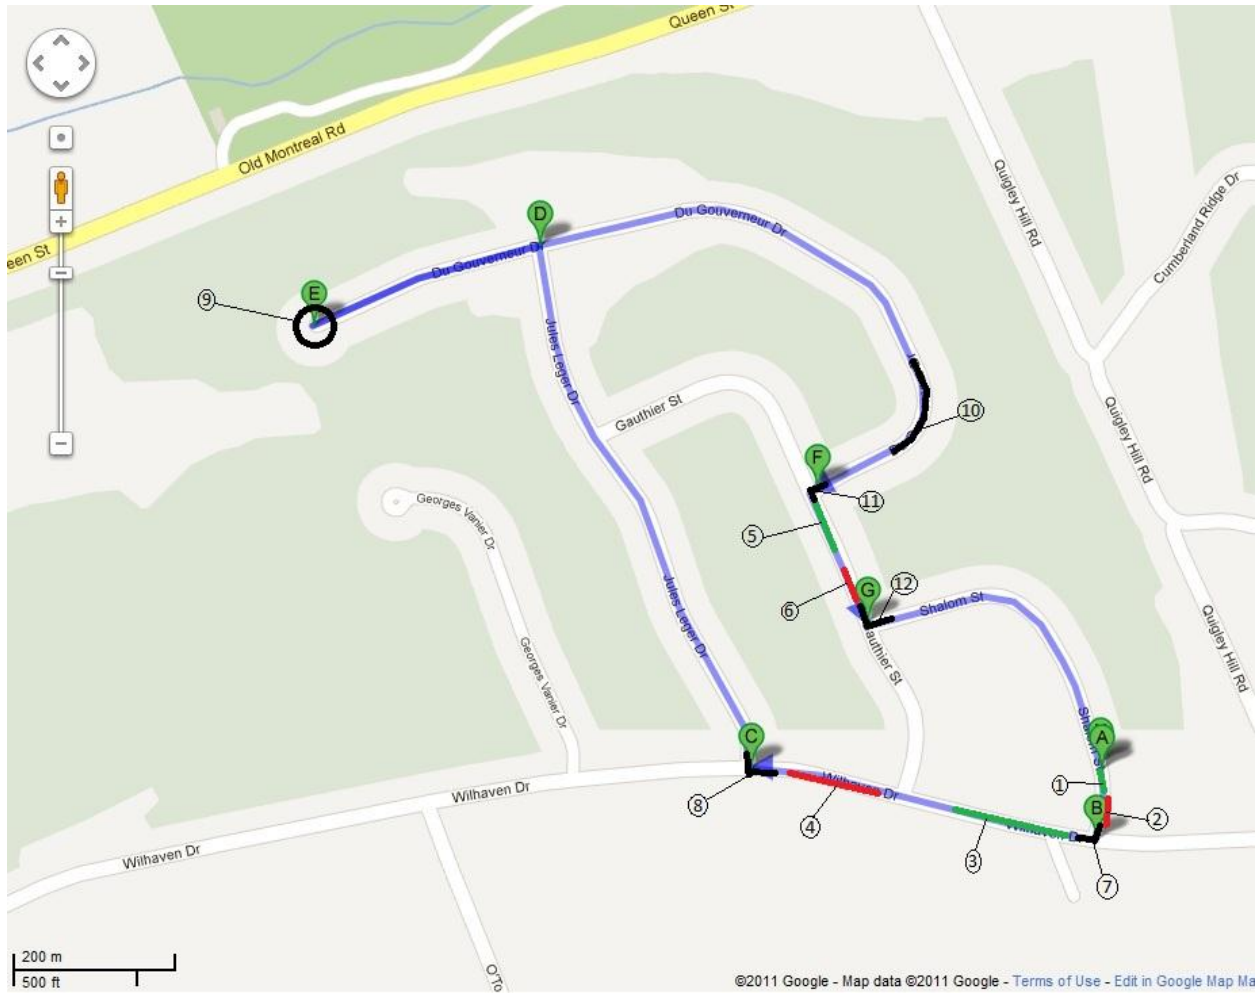 Queen St
Old Montreal Rd
een St
Quigley Hill Rd
Cumberland Ridge Dr
D
Du Gouverneur Dr
Du Gouverneur Dr
E
9
Jules Leger Dr
Gauthier St
10
Quigley Hill Rd
F
11
Georges Vanier Dr
5
G
12
6
Shalom St
Jules Leger Dr
Gauthier St
Quigley Hill Rd
Georges Vanier Dr
Shalom St
C
A
1
Wilhaven Dr
B
2
8
4
Wilhaven Dr
Wilhaven D
3
7
Wilhaven Dr
O'To
200 m
500 ft
©2011 Google - Map data ©2011 Google - Terms of Use - Edit in Google Map Ma